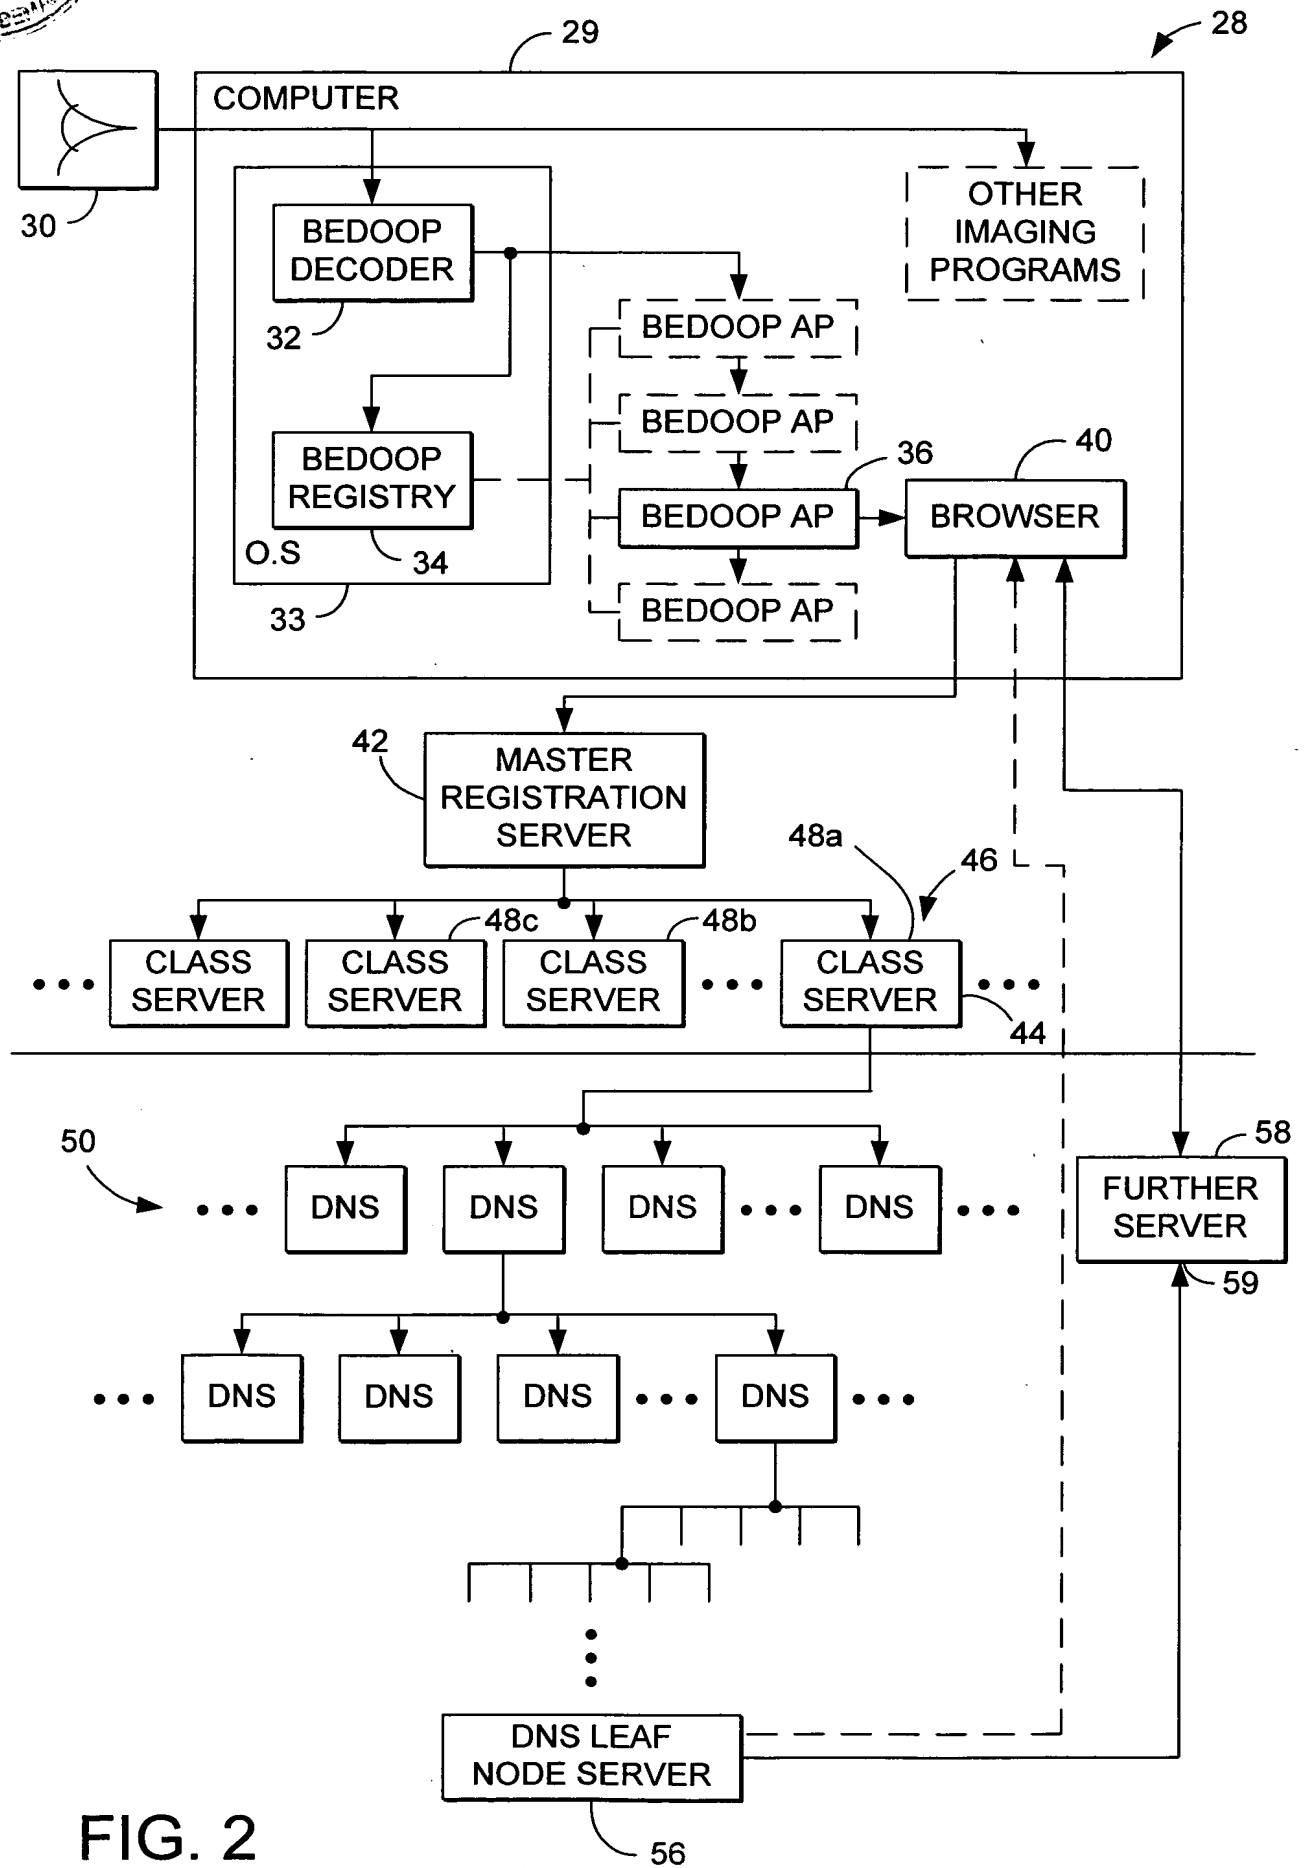 28
29
COMPUTER
30
OTHER
IMAGING
PROGRAMS
BEDOOP
DECODER
32
BEDOOP AP
BEDOOP AP
36
40
BEDOOP
REGISTRY
BEDOOP AP
BROWSER
O.S
34
33
BEDOOP AP
42
MASTER
REGISTRATION
SERVER
48a
46
48c
48b
CLASS
SERVER
CLASS
SERVER
CLASS
SERVER
CLASS
SERVER
44
50
58
DNS
DNS
DNS
DNS
FURTHER
SERVER
59
DNS
DNS
DNS
DNS
DNS LEAF
NODE SERVER
56
FIG. 2